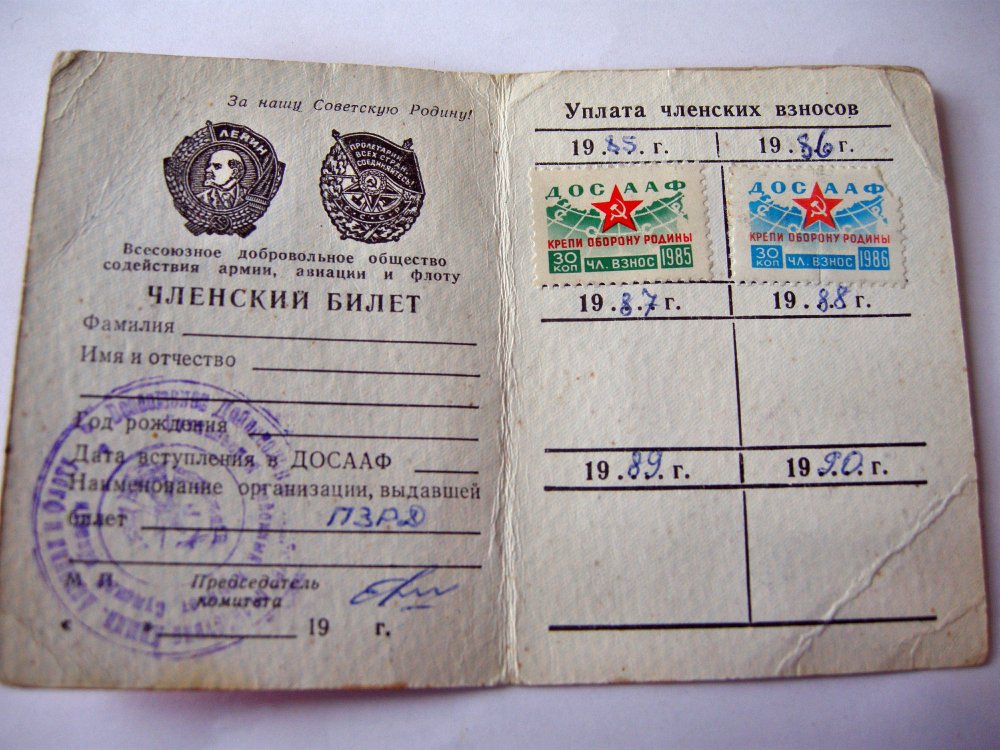 За нашу Советскую Родину!
ЛЕНИН
ПРОЛЕТАРИИ
ВСЕХ СТРАН
СОЕДИНЯЙТЕСЬ!
СССР
Всесоюзное добровольное общество
содействия армии, авиации и флоту
ЧЛЕНСКИЙ БИЛЕТ
Фамилия
Имя и отчество
Год рождения
Дата вступления в ДОСААФ
Наименование организации, выдавшей
билет ПЗРД
М. П. Председатель
комитета
« » 19 г.
Уплата членских взносов
19 85. г. 19 86 г.
ДОСААФ
КРЕПИ ОБОРОНУ РОДИНЫ
30 КОП ЧЛ. ВЗНОС 1985
ДОСААФ
КРЕПИ ОБОРОНУ РОДИНЫ
30 КОП ЧЛ. ВЗНОС 1986
19 87 г. 19 88 г.
19 89. г. 19 90. г.